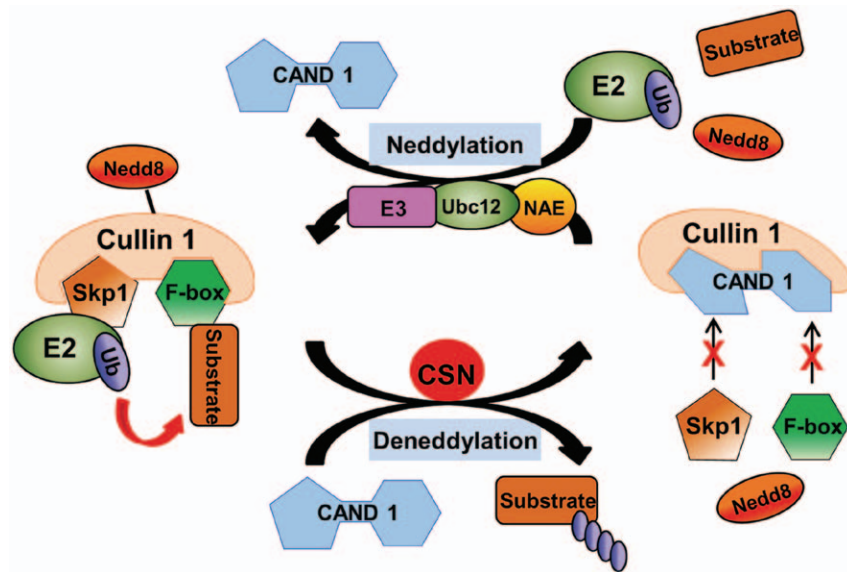 CAND 1
E2
Ub
Substrate
Nedd8
Neddylation
E3
Ubc12
NAE
Nedd8
Cullin 1
Skp1
F-box
E2
Ub
Substrate
Cullin 1
CAND 1
X
X
Skp1
F-box
Nedd8
CSN
Deneddylation
CAND 1
Substrate